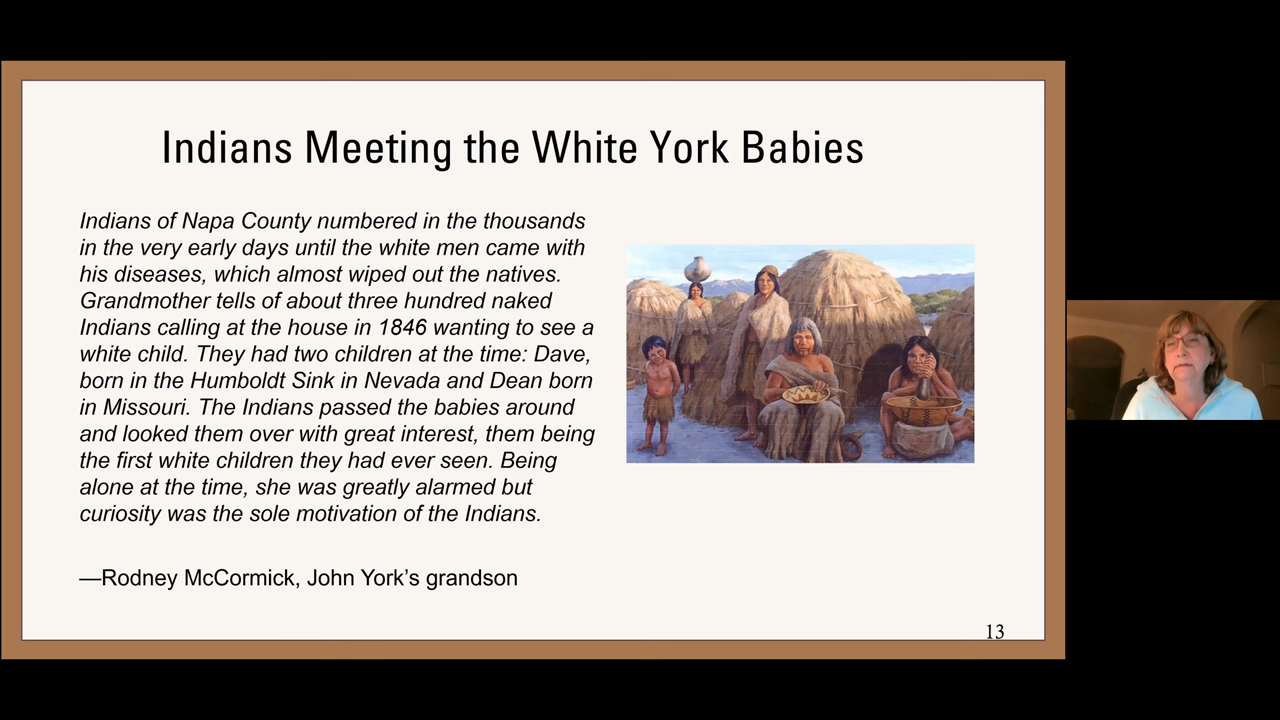 Indians Meeting the White York Babies
Indians of Napa County numbered in the thousands
in the very early days until the white men came with
his diseases, which almost wiped out the natives.
Grandmother tells of about three hundred naked
Indians calling at the house in 1846 wanting to see a
white child. They had two children at the time: Dave,
born in the Humboldt Sink in Nevada and Dean born
in Missouri. The Indians passed the babies around
and looked them over with great interest, them being
the first white children they had ever seen. Being
alone at the time, she was greatly alarmed but
curiosity was the sole motivation of the Indians.
—Rodney McCormick, John York’s grandson
13